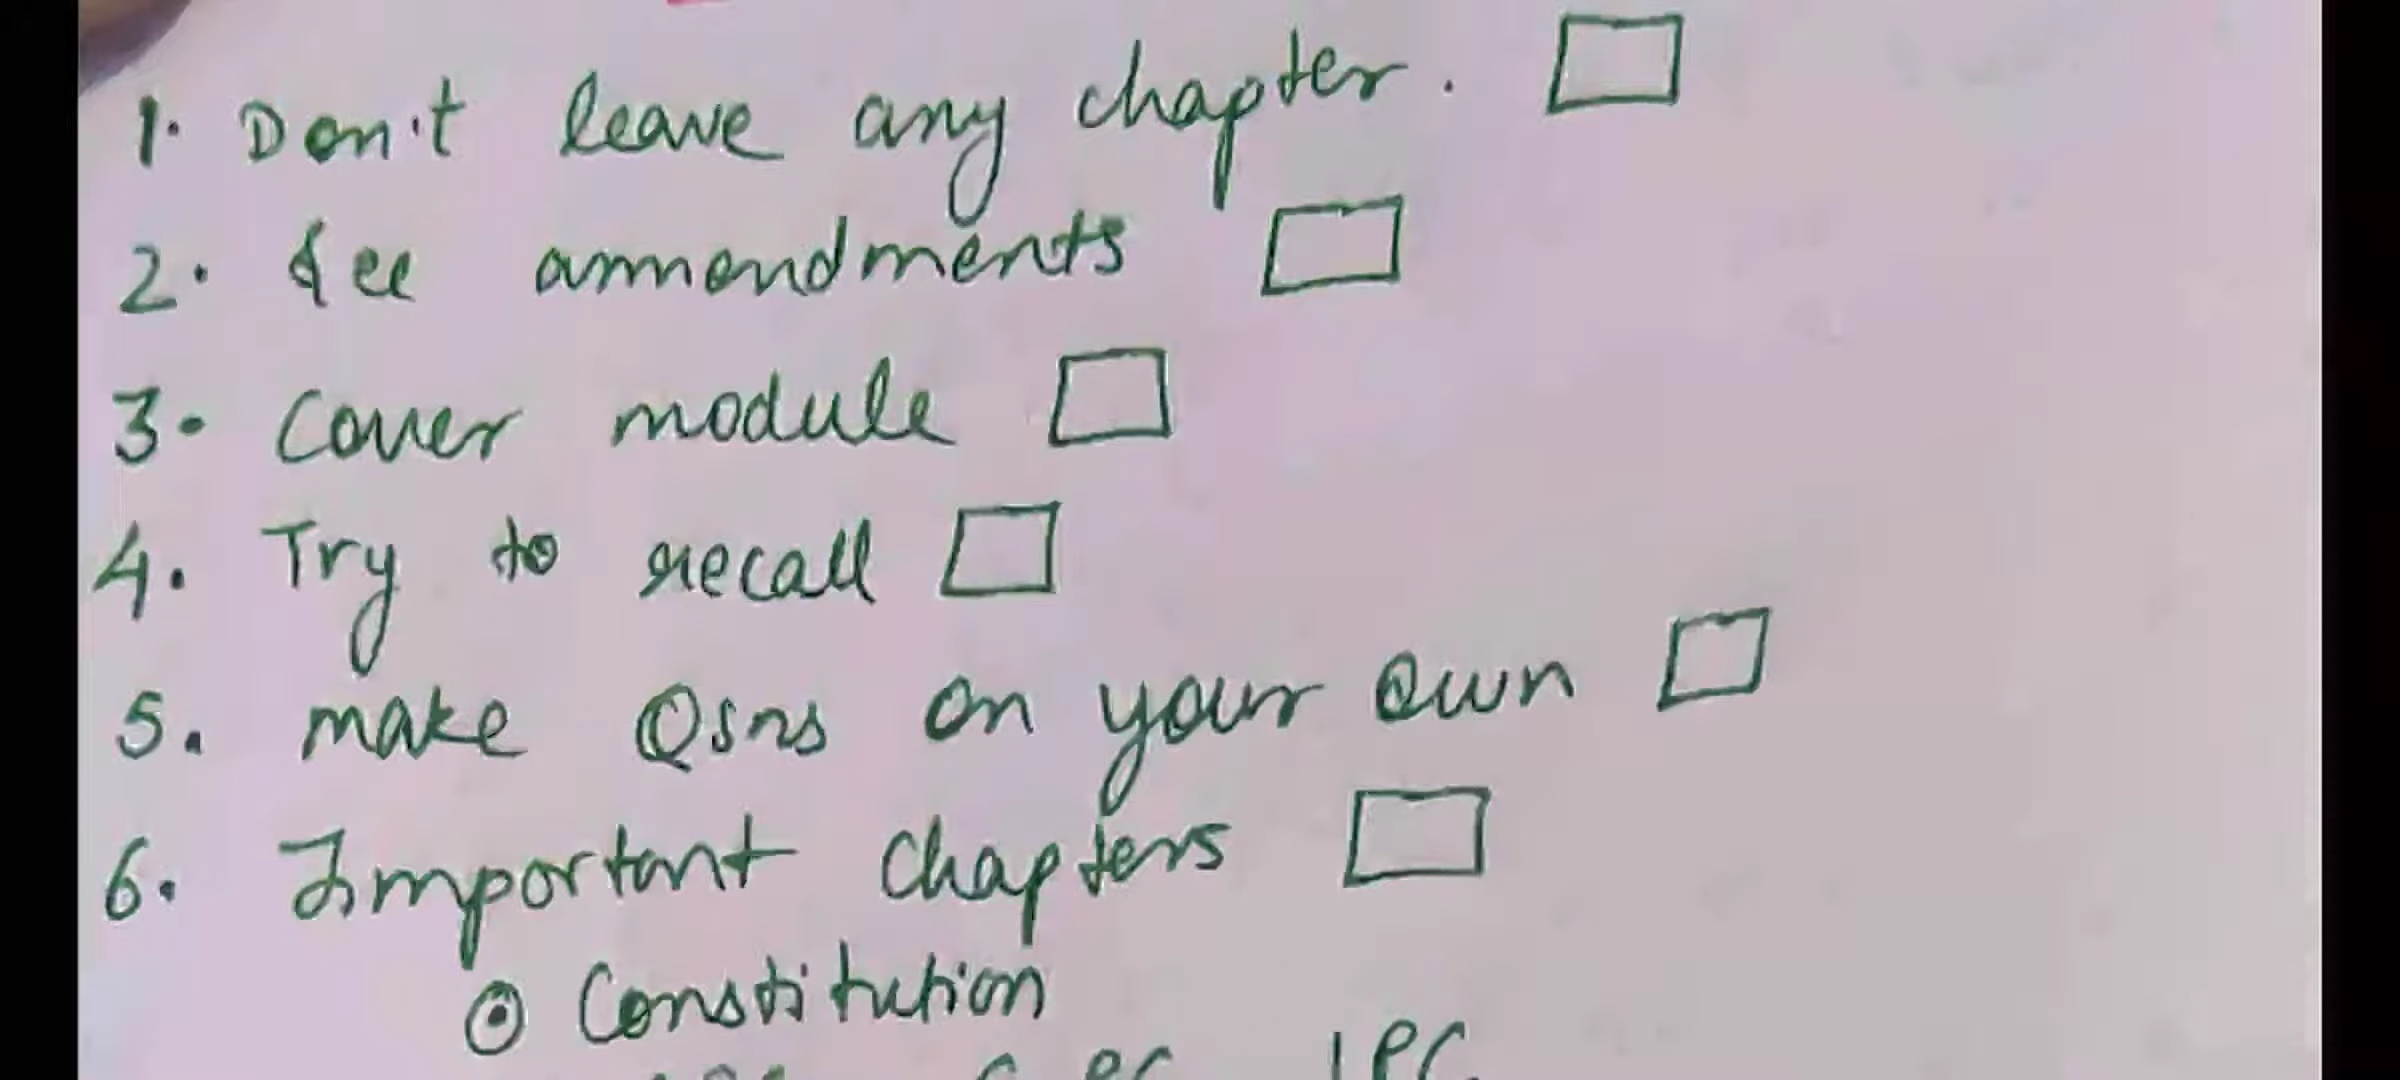 1. Don't leave any chapter.
2. See ammendments
3. Cover module
4. Try to recall
5. make Qsns on your own
6. Important Chapters
Constitution
IPC